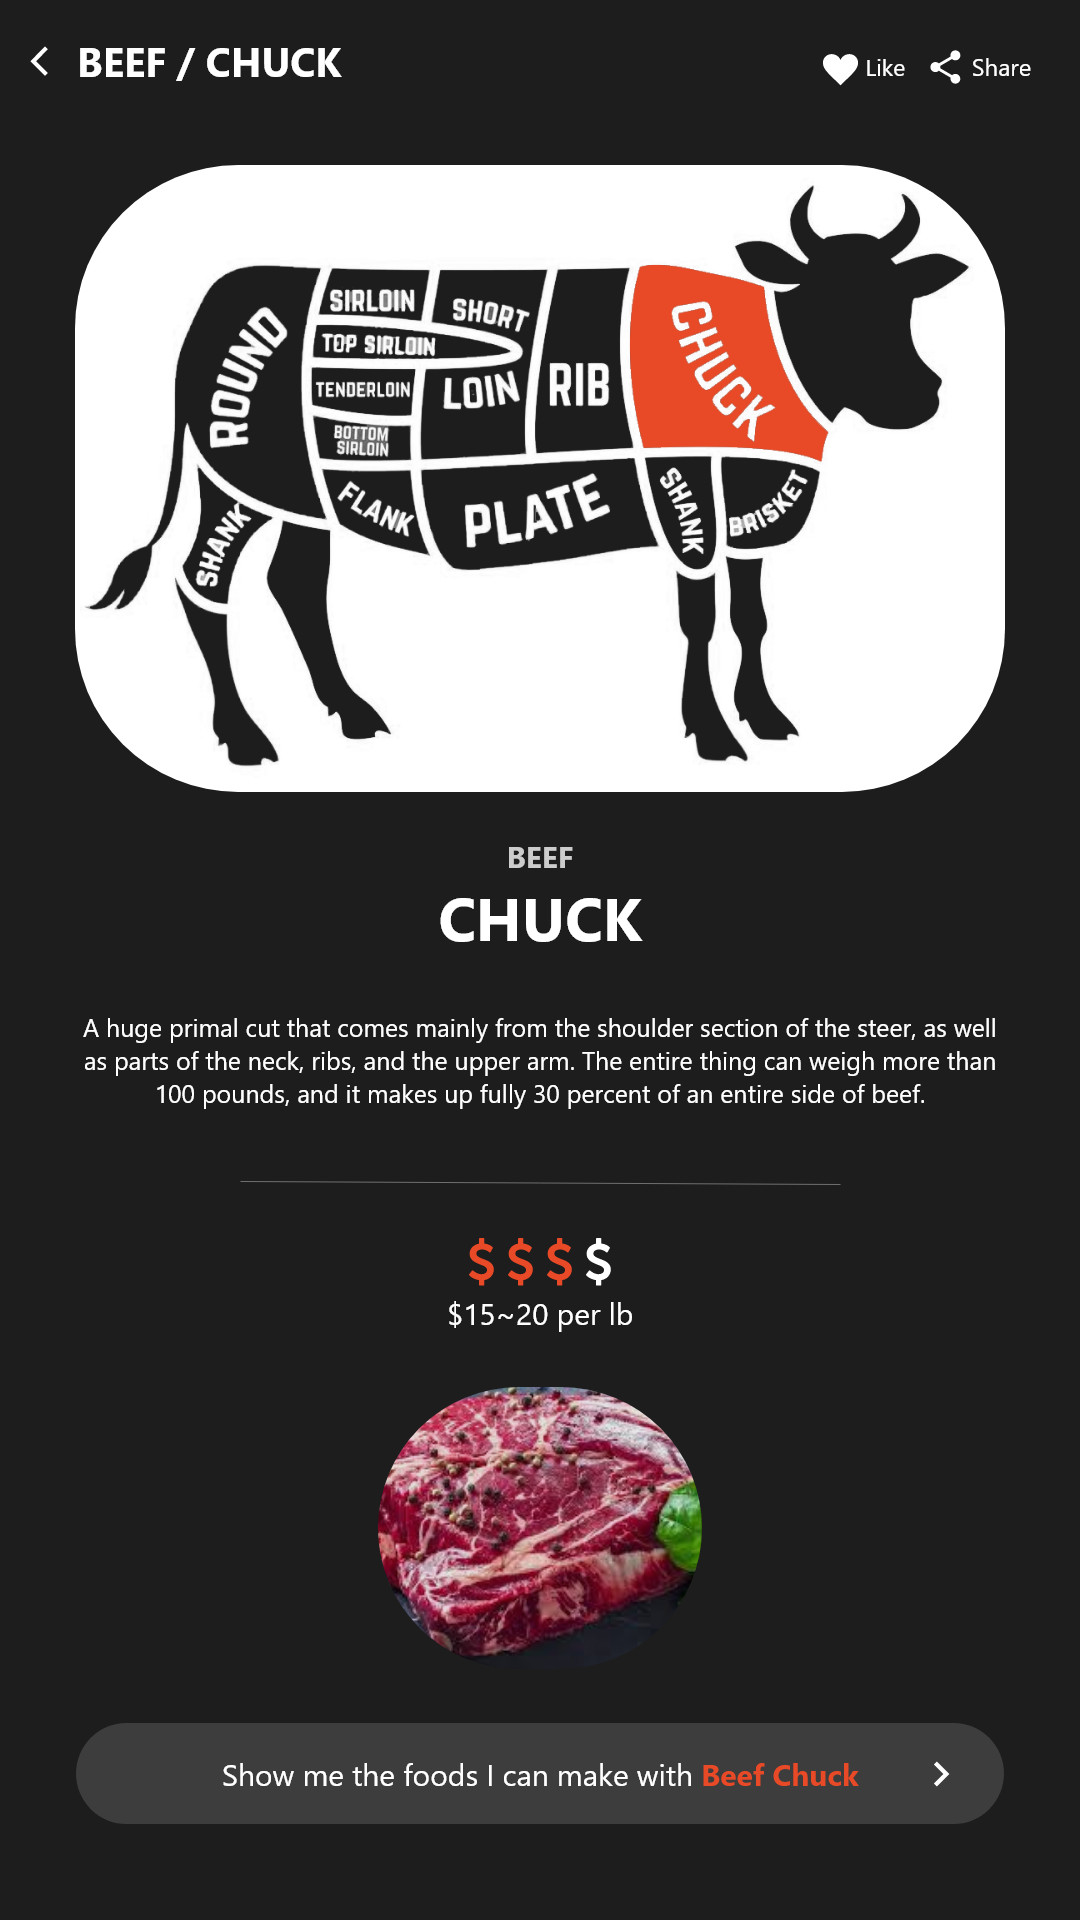 BEEF / CHUCK
Like
Share
ROUND
SIRLOIN
TOP SIRLOIN
TENDERLOIN
BOTTOM
SIRLOIN
SHORT
LOIN
RIB
CHUCK
FLANK
PLATE
SHANK
BRISKET
SHANK
BEEF
CHUCK
A huge primal cut that comes mainly from the shoulder section of the steer, as well
as parts of the neck, ribs, and the upper arm. The entire thing can weigh more than
100 pounds, and it makes up fully 30 percent of an entire side of beef.
$ $ $ $
$15~20 per lb
Show me the foods I can make with Beef Chuck